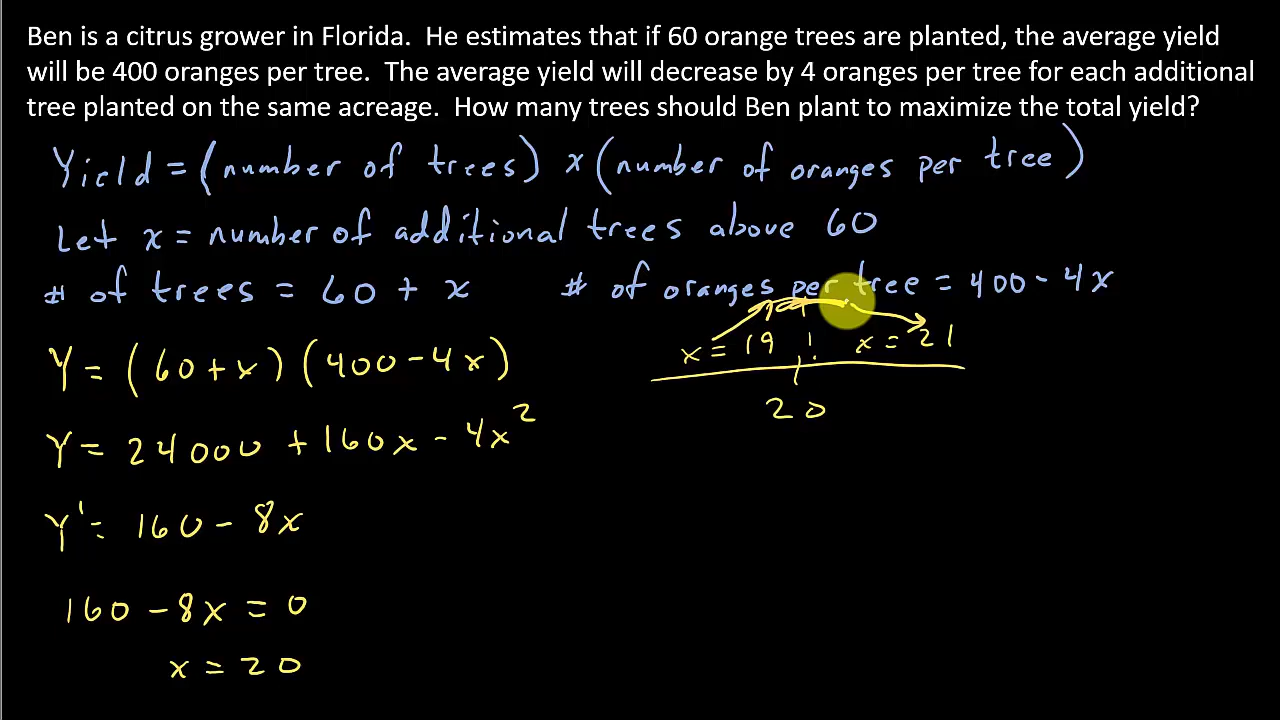 Ben is a citrus grower in Florida.  He estimates that if 60 orange trees are planted, the average yield
will be 400 oranges per tree.  The average yield will decrease by 4 oranges per tree for each additional
tree planted on the same acreage.  How many trees should Ben plant to maximize the total yield?
Yield = (number of trees) x (number of oranges per tree)
Let x = number of additional trees above 60
# of trees = 60 + x
# of oranges per tree = 400 - 4x
x = 19
x = 21
20
Y = (60 + x)(400 - 4x)
Y = 24000 + 160x - 4x²
Y' = 160 - 8x
160 - 8x = 0
x = 20